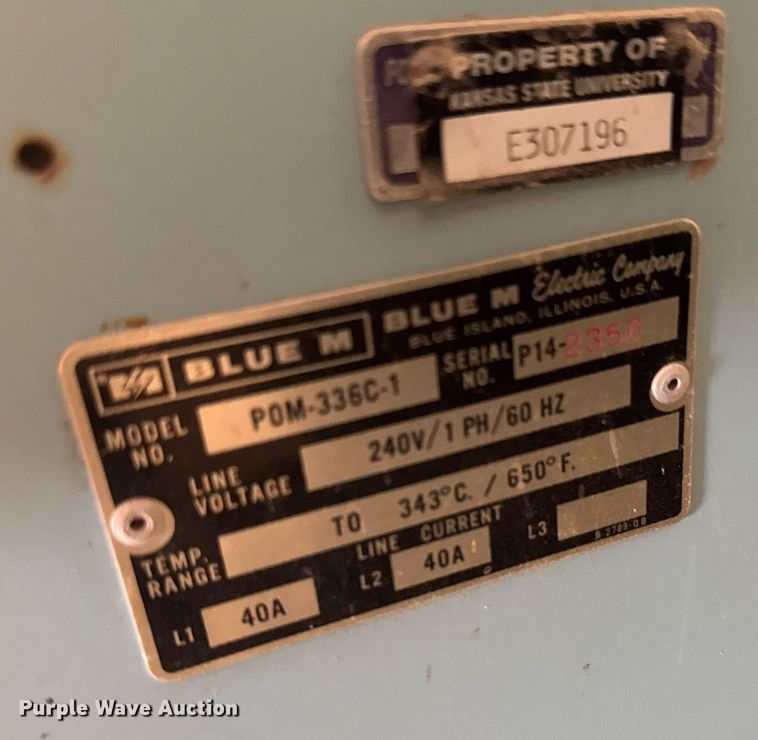 PROPERTY OF
KANSAS STATE UNIVERSITY
E307196
BLUE M
BLUE M Electric Company
BLUE ISLAND, ILLINOIS, U.S.A.
MODEL NO. POM-336C-1
SERIAL NO. P14-2356
LINE VOLTAGE 240V/1 PH/60 HZ
TEMP. RANGE TO 343°C. / 650°F.
LINE CURRENT
L1 40A L2 40A L3
B-2789-0B
Purple Wave Auction